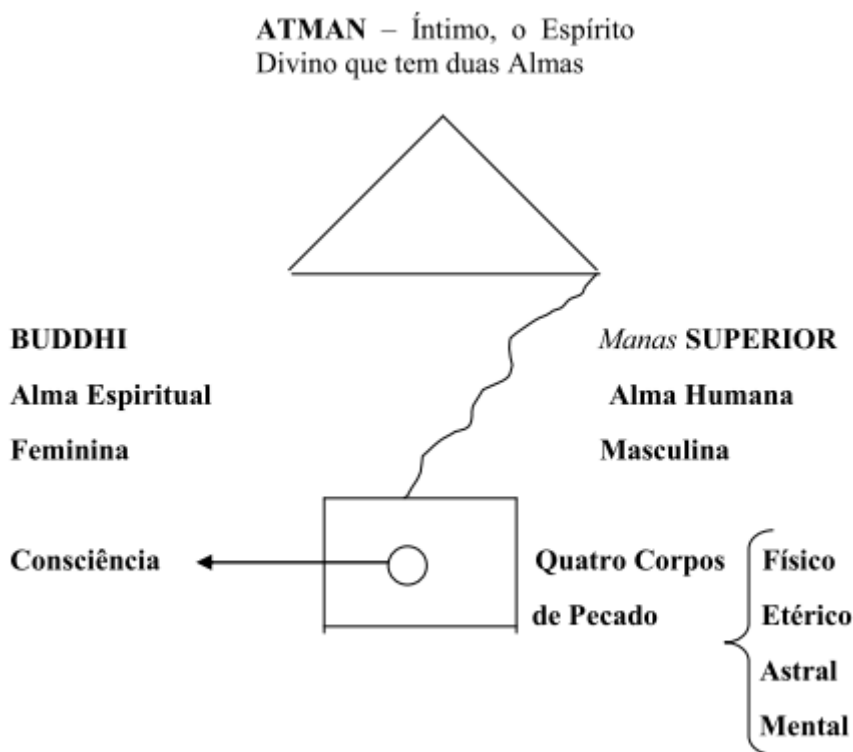 ATMAN – Íntimo, o Espírito
Divino que tem duas Almas
BUDDHI
Alma Espiritual
Feminina
Manas SUPERIOR
Alma Humana
Masculina
Consciência
Quatro Corpos
de Pecado
Físico
Etérico
Astral
Mental